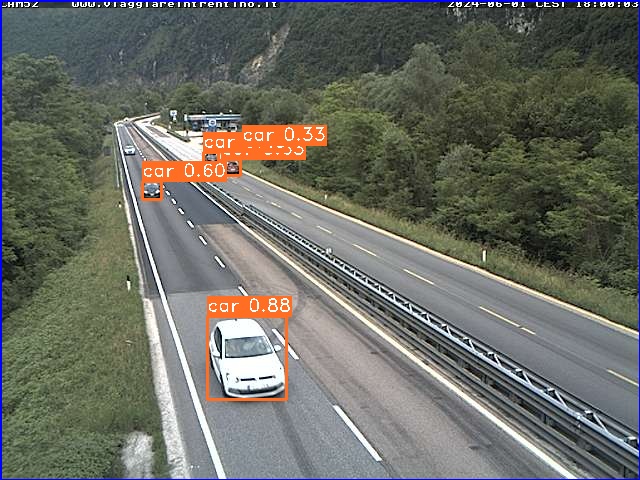 CAM52 www.viaggiareintrentino.it 2024-06-01 CEST 18:00:03
car 0.33
car
car 0.60
car 0.88